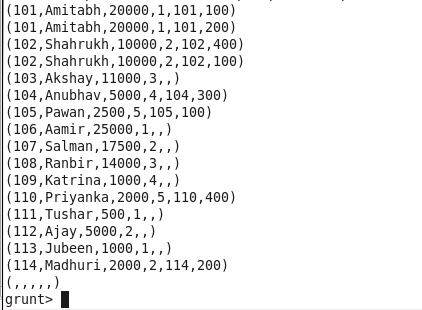 (101,Amitabh,20000,1,101,100)
(101,Amitabh,20000,1,101,200)
(102,Shahrukh,10000,2,102,400)
(102,Shahrukh,10000,2,102,100)
(103,Akshay,11000,3,,)
(104,Anubhav,5000,4,104,300)
(105,Pawan,2500,5,105,100)
(106,Aamir,25000,1,,)
(107,Salman,17500,2,,)
(108,Ranbir,14000,3,,)
(109,Katrina,1000,4,,)
(110,Priyanka,2000,5,110,400)
(111,Tushar,500,1,,)
(112,Ajay,5000,2,,)
(113,Jubeen,1000,1,,)
(114,Madhuri,2000,2,114,200)
(,,,,,)
grunt>